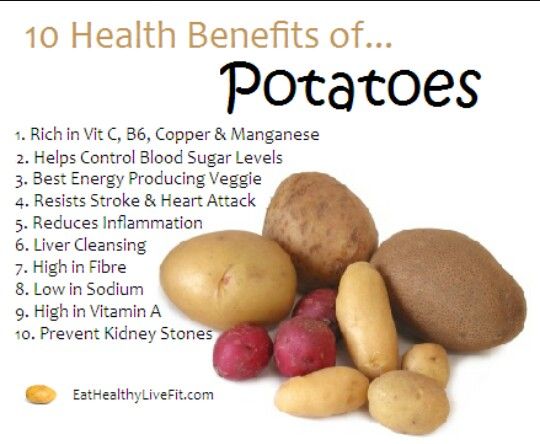 10 Health Benefits of...
Potatoes
1. Rich in Vit C, B6, Copper & Manganese
2. Helps Control Blood Sugar Levels
3. Best Energy Producing Veggie
4. Resists Stroke & Heart Attack
5. Reduces Inflammation
6. Liver Cleansing
7. High in Fibre
8. Low in Sodium
9. High in Vitamin A
10. Prevent Kidney Stones
EatHealthyLiveFit.com